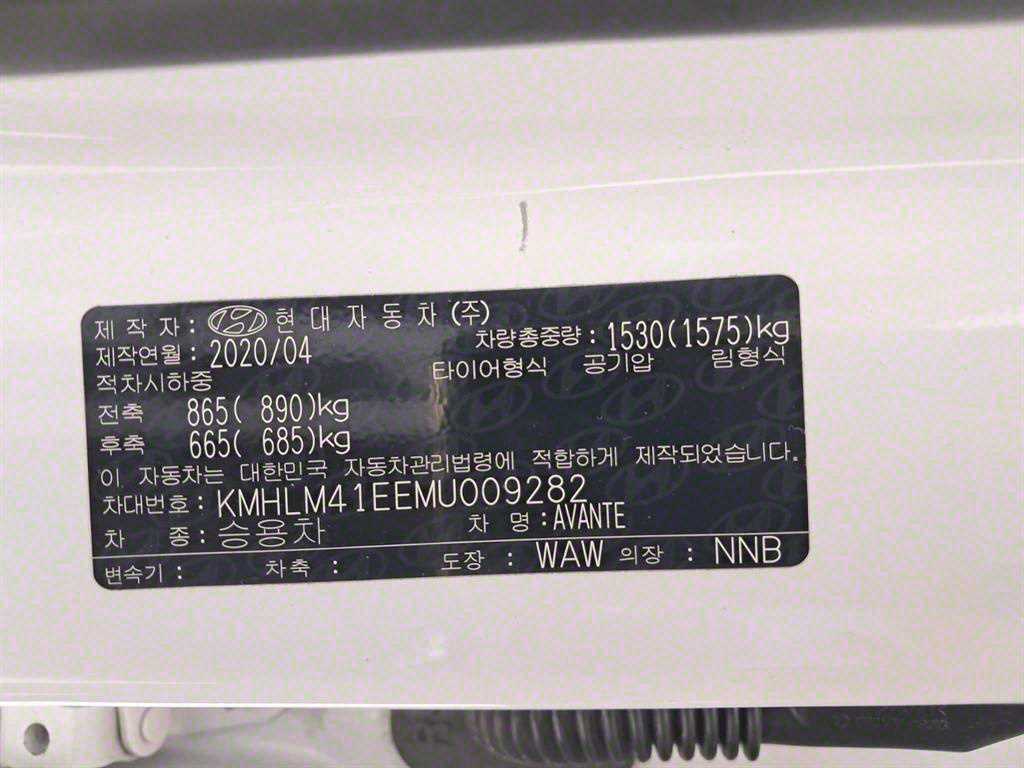 제 작 자 : 현 대 자 동 차 (주)
제작연월 : 2020/04 차량총중량 : 1530(1575)kg
적차시하중 타이어형식 공기압 림형식
전축 865( 890)kg
후축 665( 685)kg
이 자동차는 대한민국 자동차관리법령에 적합하게 제작되었습니다.
차대번호 : KMHLM41EEMU009282
차 종 : 승용차 차 명 : AVANTE
변속기 : 차축 : 도장 : WAW 의장 : NNB